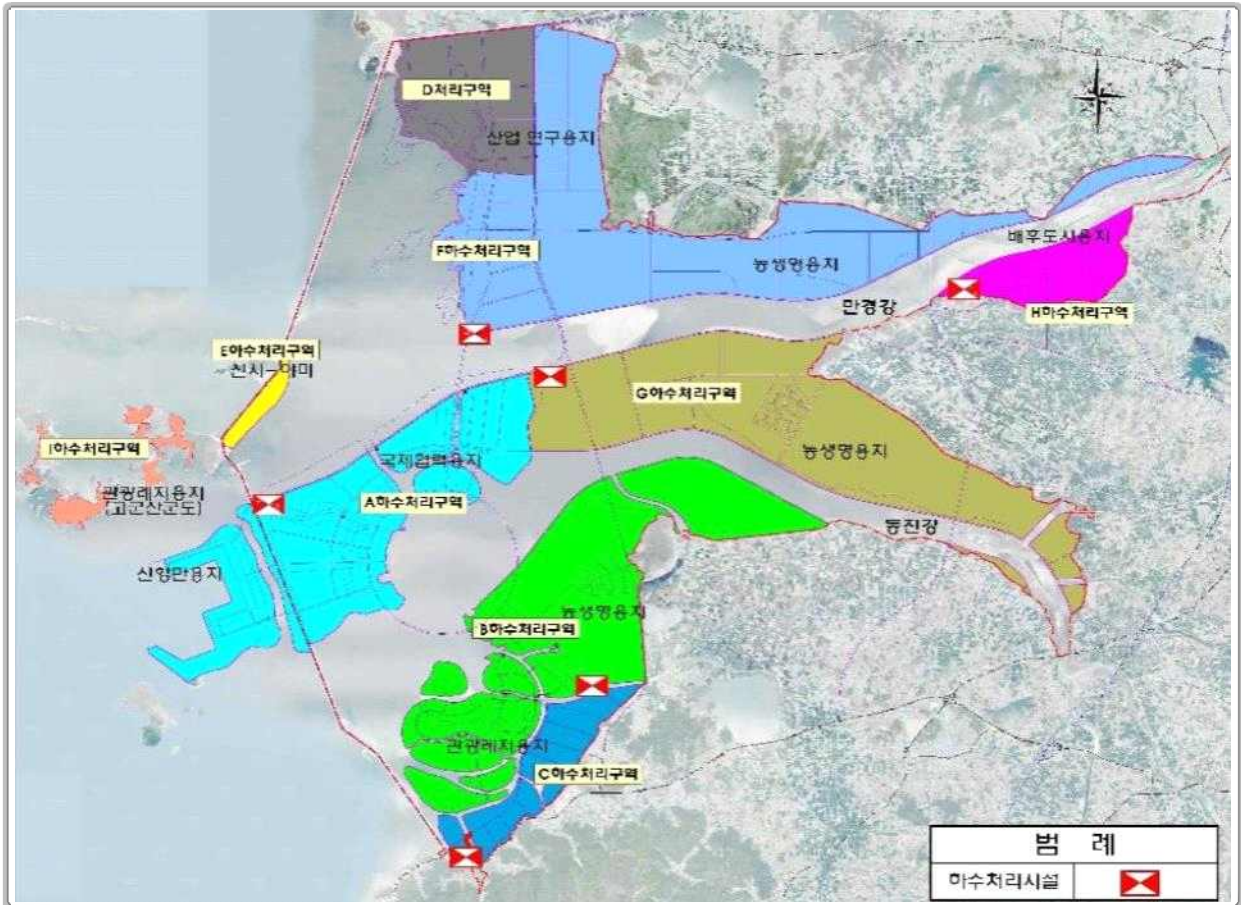 D처리구역
산업 연구용지
F하수처리구역
농생명용지
배후도시용지
H하수처리구역
만경강
E하수처리구역
G하수처리구역
농생명용지
I하수처리구역
관광레저용지
(고군산군도)
국제협력용지
A하수처리구역
신항만용지
동진강
농생명용지
B하수처리구역
관광레저용지
C하수처리구역
범 례
하수처리시설